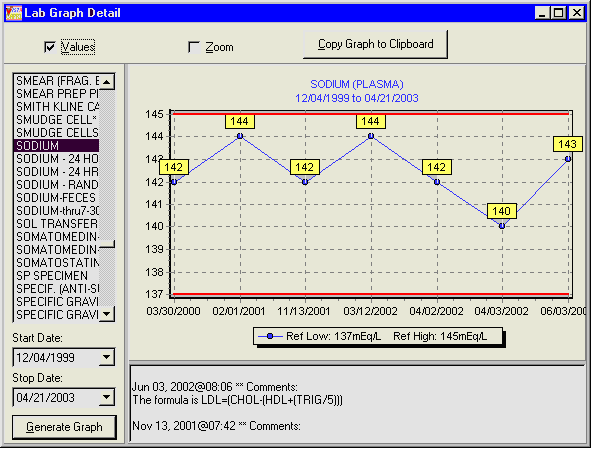 Lab Graph Detail
Values
Zoom
Copy Graph to Clipboard
SMEAR (FRAG. E
SMEAR PREP PI
SMITH KLINE CA
SMUDGE CELL*
SMUDGE CELLS
SODIUM
SODIUM - 24 HO
SODIUM - 24 HR
SODIUM - RAND
SODIUM-FECES
SODIUM-thru7-30
SOL TRANSFER
SOMATOMEDIN-
SOMATOMEDIN-
SOMATOSTATIN
SP SPECIMEN
SPECIF. (ANTI-SU
SPECIFIC GRAVI
SPECIFIC GRAVI
Start Date:
12/04/1999
Stop Date:
04/21/2003
Generate Graph
SODIUM (PLASMA)
12/04/1999 to 04/21/2003
145
144
143
142
141
140
139
138
137
142
144
142
144
142
140
143
03/30/2000 02/01/2001 11/13/2001 03/12/2002 04/02/2002 04/03/2002 06/03/200
Ref Low: 137mEq/L Ref High: 145mEq/L
Jun 03, 2002@08:06 ** Comments:
The formula is LDL=(CHOL-(HDL+(TRIG/5)))
Nov 13, 2001@07:42 ** Comments: